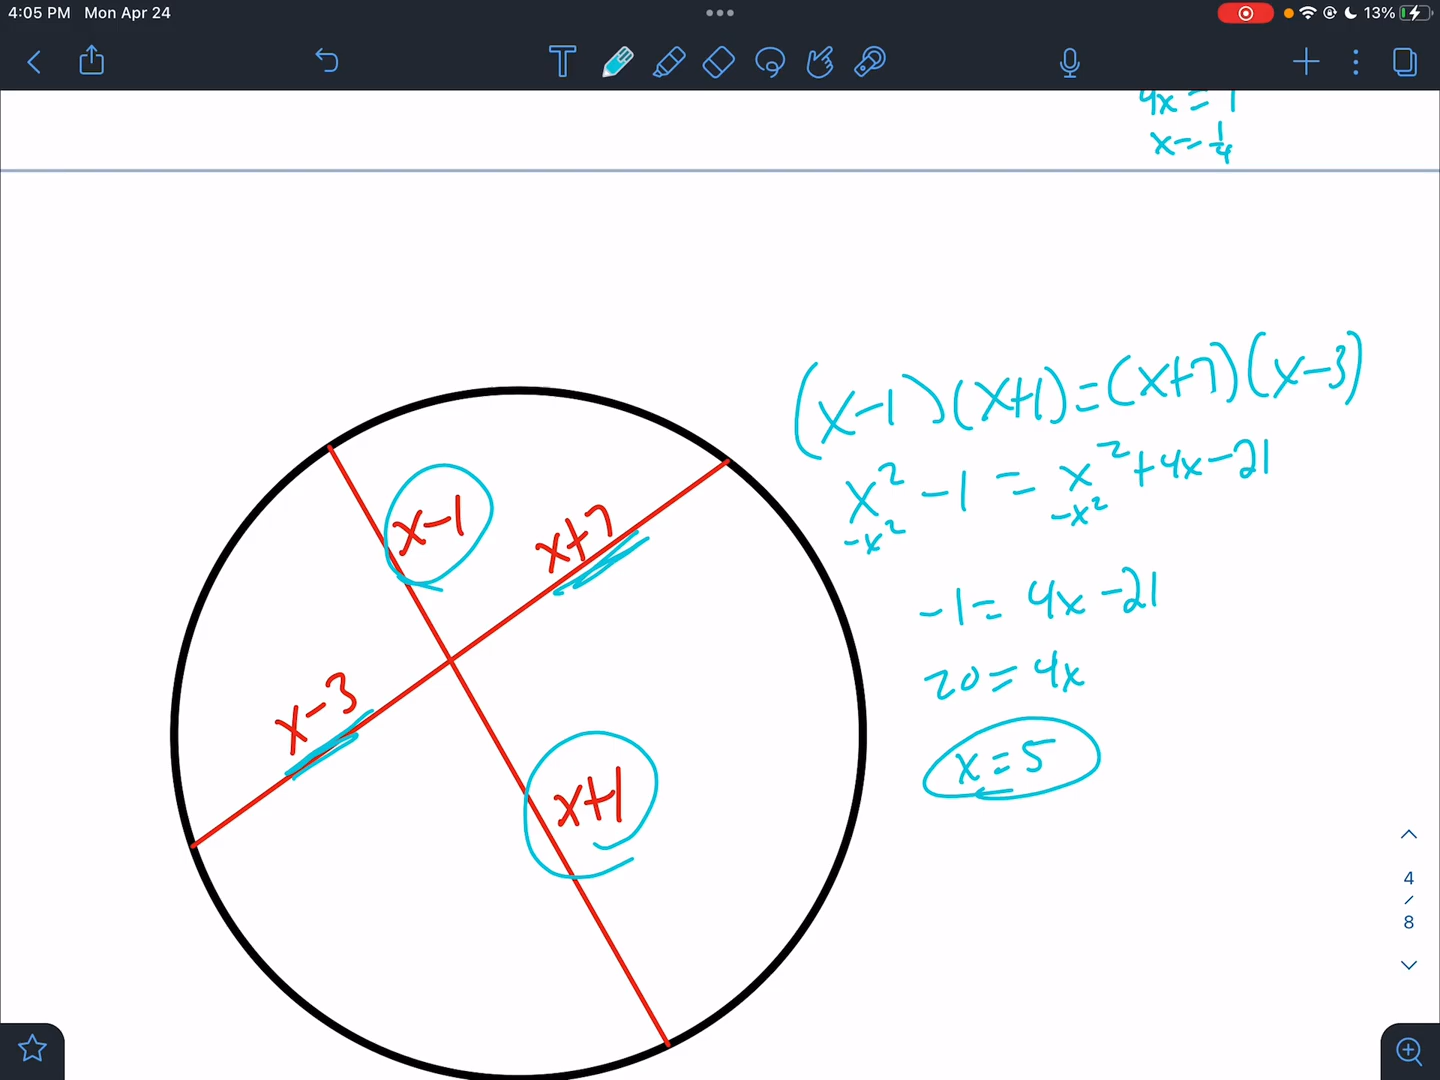 4:05 PM Mon Apr 24
13%
T
4x = 1
x = 1/4
(x-1)(x+1)=(x+7)(x-3)
x² -1 = x² +4x -21
-x² -x²
-1 = 4x -21
20 = 4x
x = 5
x-1
x+7
x-3
x+1
4
/
8